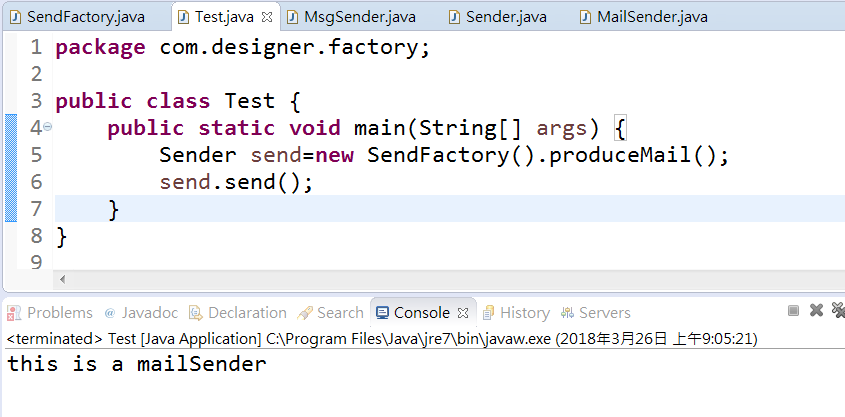 SendFactory.java Test.java MsgSender.java Sender.java MailSender.java
1 package com.designer.factory;
2
3 public class Test {
4 public static void main(String[] args) {
5 Sender send=new SendFactory().produceMail();
6 send.send();
7 }
8 }
9
Problems @ Javadoc Declaration Search Console History Servers
<terminated> Test [Java Application] C:\Program Files\Java\jre7\bin\javaw.exe (2018年3月26日 上午9:05:21)
this is a mailSender